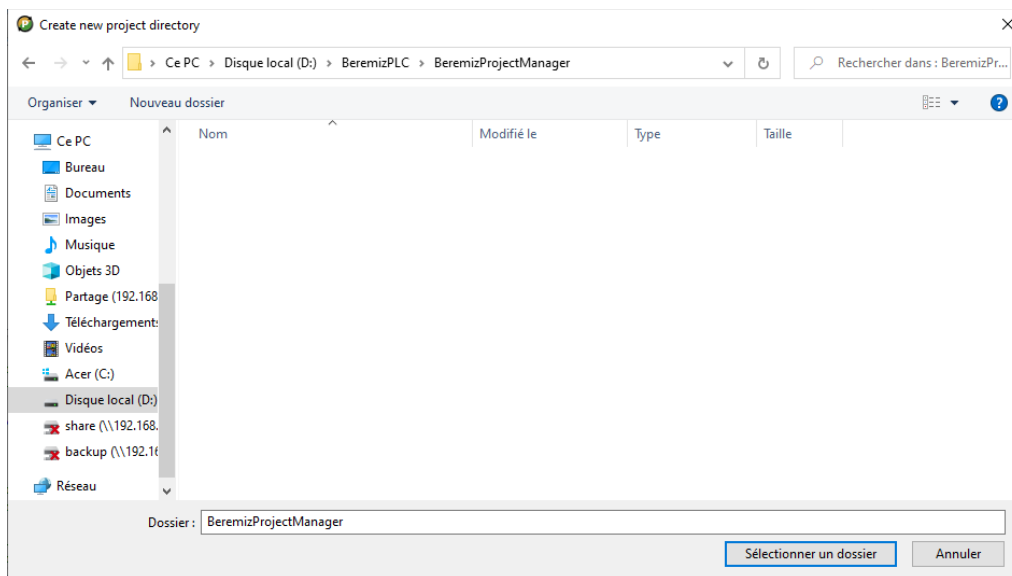 Create new project directory
Ce PC > Disque local (D:) > BeremizPLC > BeremizProjectManager
Rechercher dans : BeremizPr...
Organiser
Nouveau dossier
Nom
Modifié le
Type
Taille
Ce PC
Bureau
Documents
Images
Musique
Objets 3D
Partage (192.168
Téléchargements
Vidéos
Acer (C:)
Disque local (D:)
share (\\192.168.
backup (\\192.16
Réseau
Dossier : BeremizProjectManager
Sélectionner un dossier
Annuler